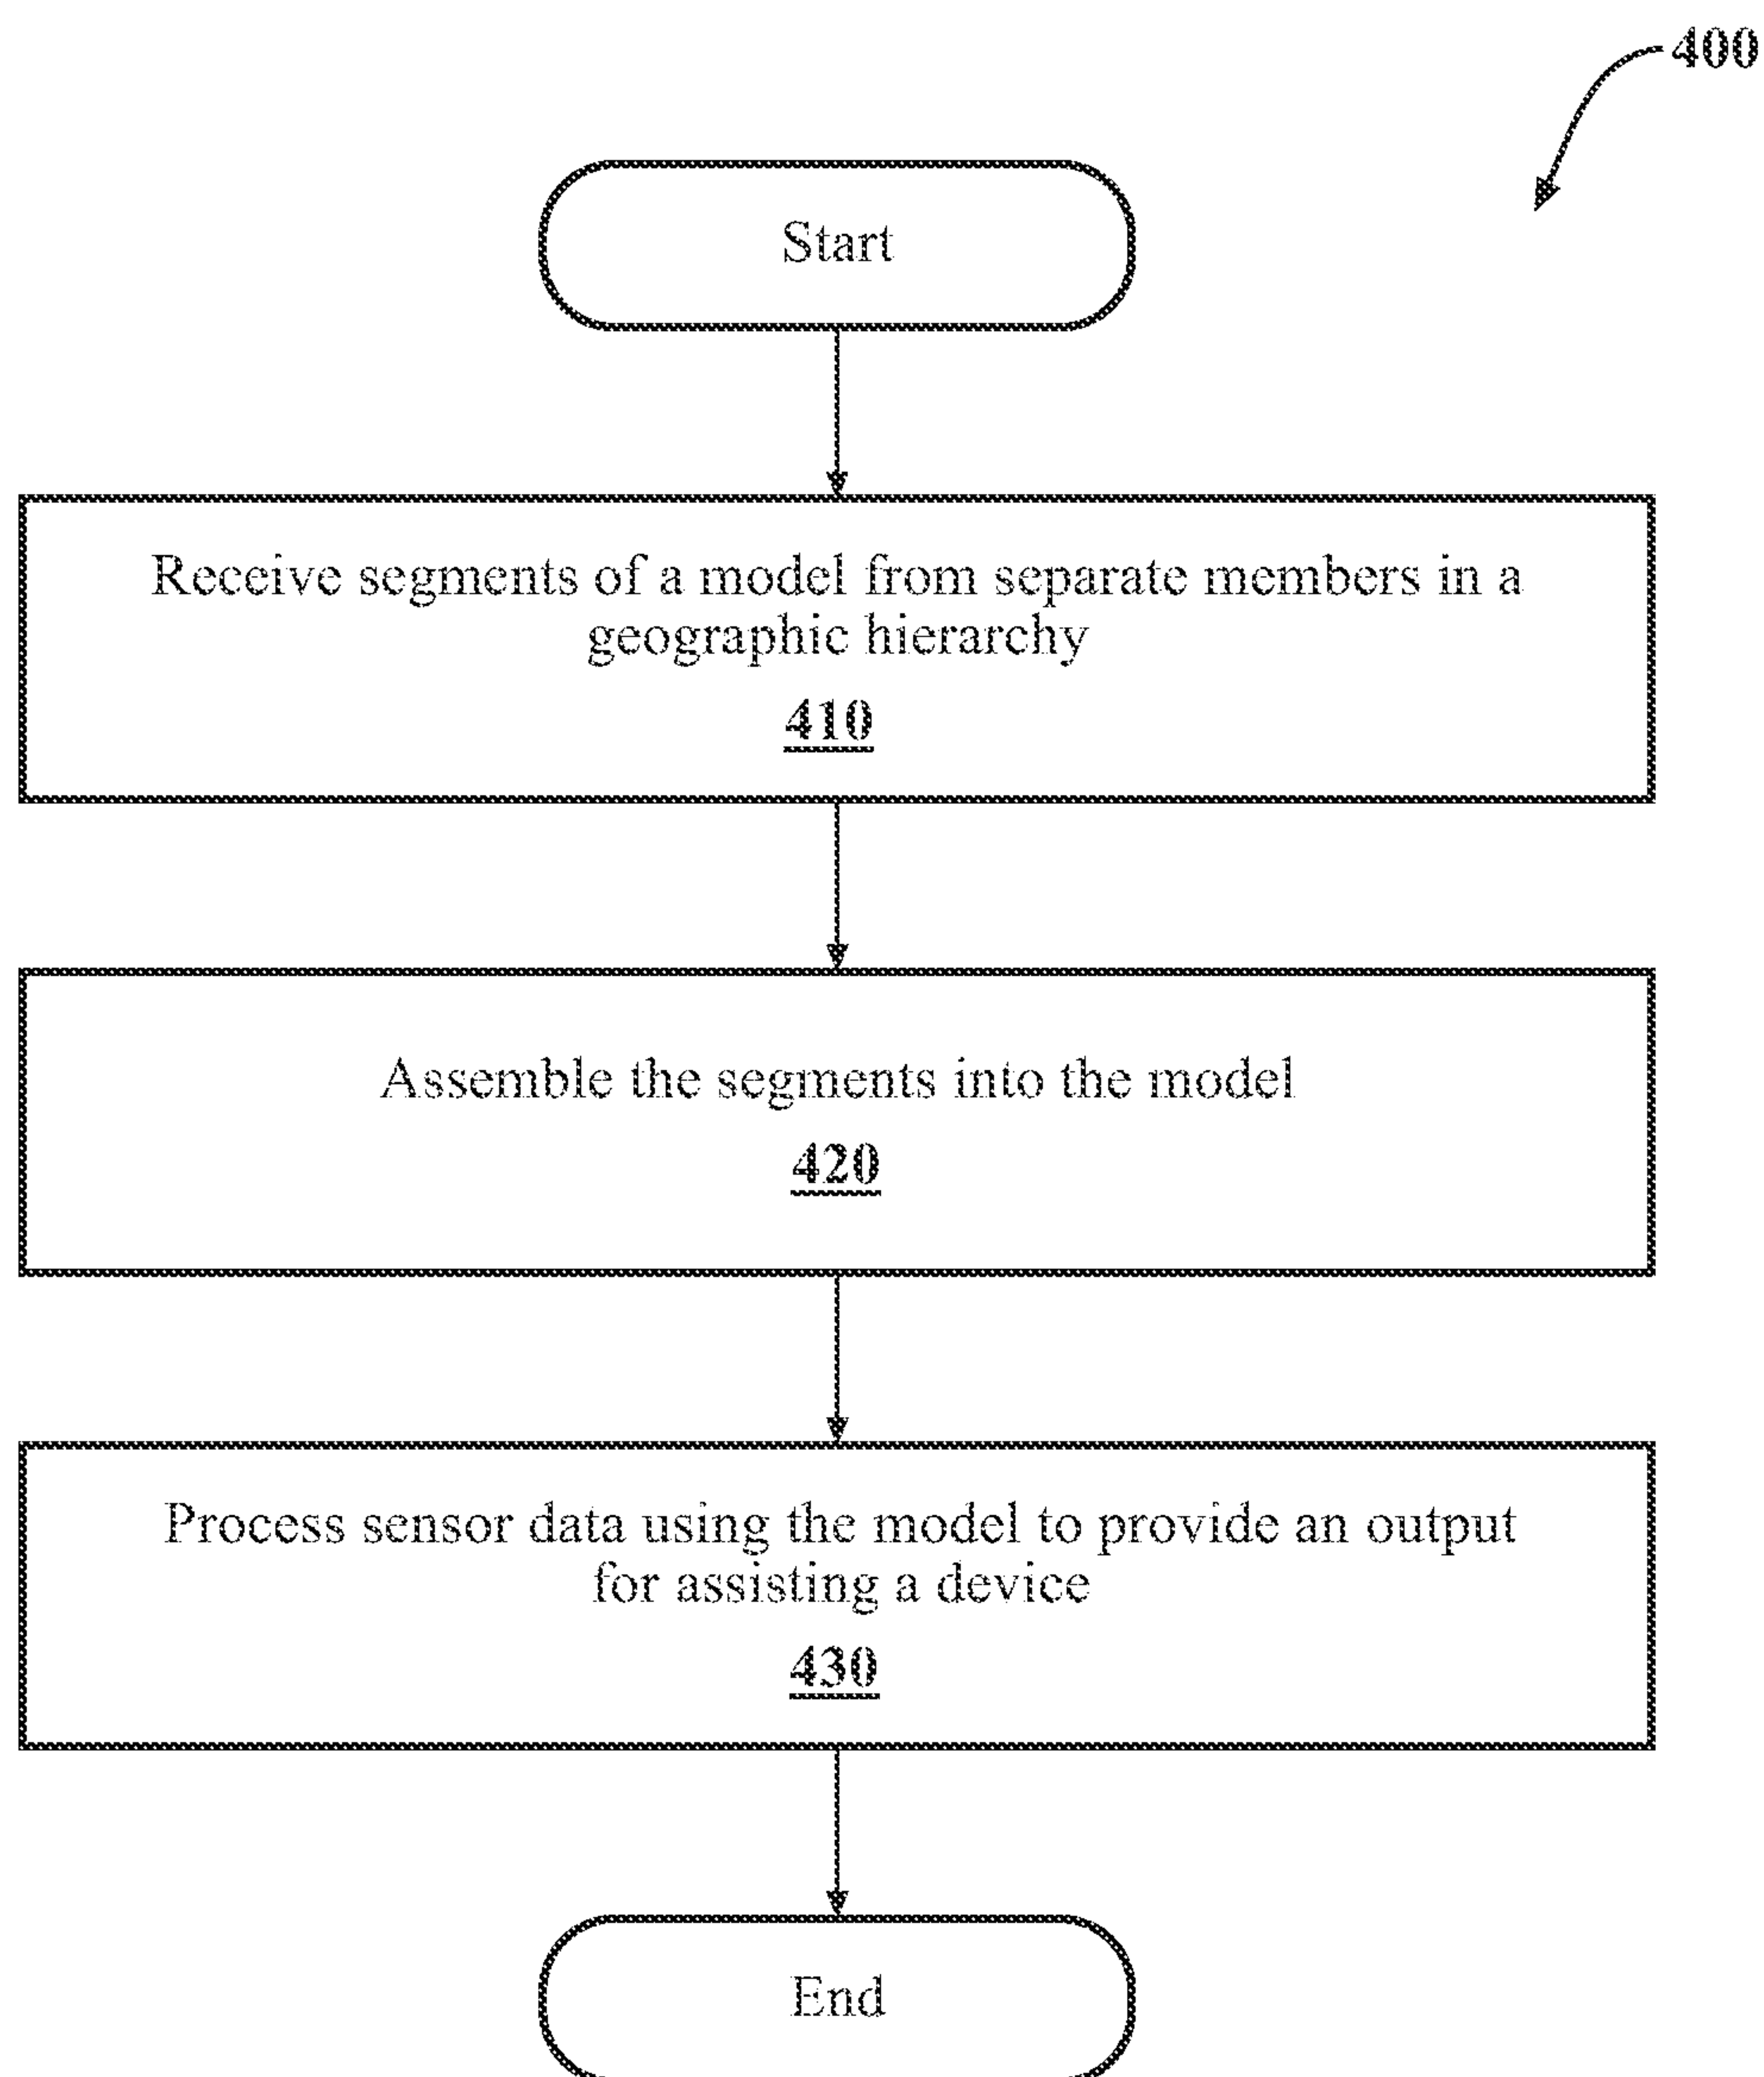 400
Start
Receive segments of a model from separate members in a
geographic hierarchy
410
Assemble the segments into the model
420
Process sensor data using the model to provide an output
for assisting a device
430
End